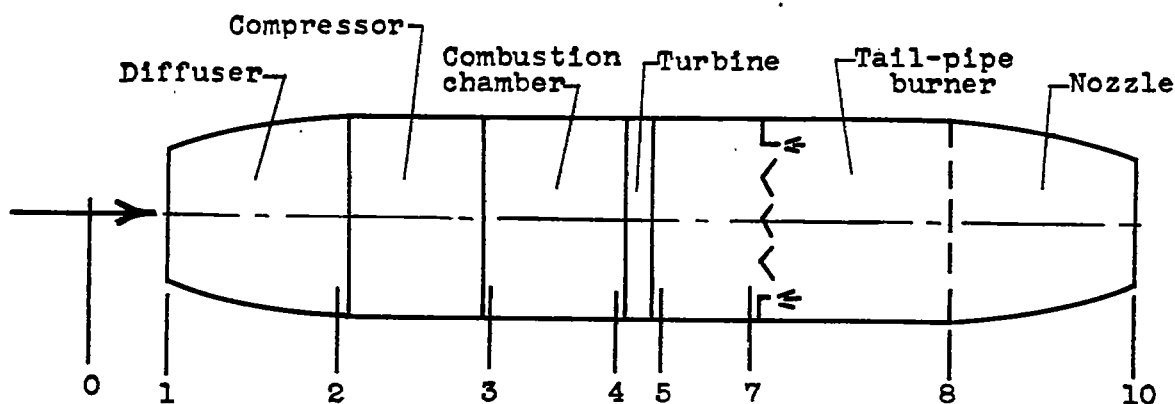 Compressor
Diffuser
Combustion
chamber
Turbine
Tail-pipe
burner
Nozzle
0 1 2 3 4 5 7 8 10